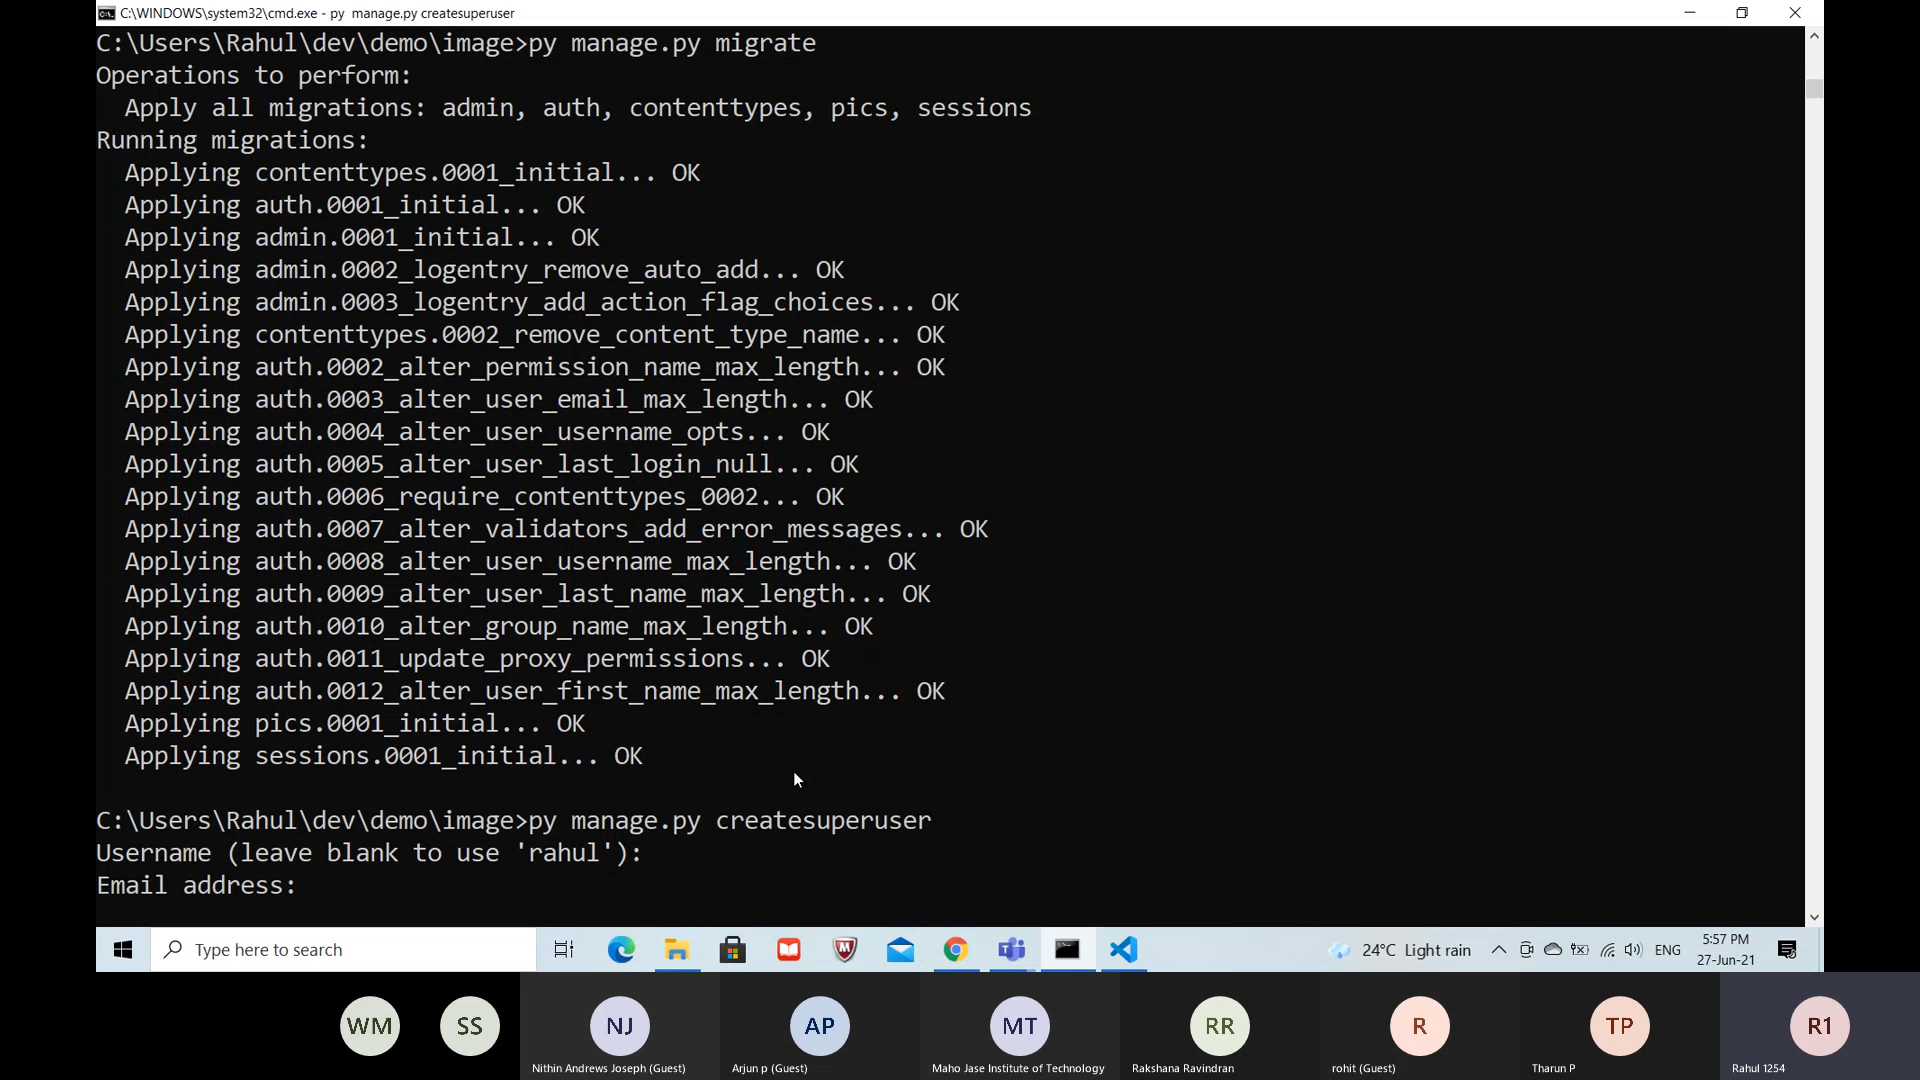 C:\WINDOWS\system32\cmd.exe - py  manage.py createsuperuser
C:\Users\Rahul\dev\demo\image>py manage.py migrate
Operations to perform:
  Apply all migrations: admin, auth, contenttypes, pics, sessions
Running migrations:
  Applying contenttypes.0001_initial... OK
  Applying auth.0001_initial... OK
  Applying admin.0001_initial... OK
  Applying admin.0002_logentry_remove_auto_add... OK
  Applying admin.0003_logentry_add_action_flag_choices... OK
  Applying contenttypes.0002_remove_content_type_name... OK
  Applying auth.0002_alter_permission_name_max_length... OK
  Applying auth.0003_alter_user_email_max_length... OK
  Applying auth.0004_alter_user_username_opts... OK
  Applying auth.0005_alter_user_last_login_null... OK
  Applying auth.0006_require_contenttypes_0002... OK
  Applying auth.0007_alter_validators_add_error_messages... OK
  Applying auth.0008_alter_user_username_max_length... OK
  Applying auth.0009_alter_user_last_name_max_length... OK
  Applying auth.0010_alter_group_name_max_length... OK
  Applying auth.0011_update_proxy_permissions... OK
  Applying auth.0012_alter_user_first_name_max_length... OK
  Applying pics.0001_initial... OK
  Applying sessions.0001_initial... OK
C:\Users\Rahul\dev\demo\image>py manage.py createsuperuser
Username (leave blank to use 'rahul'):
Email address:
Type here to search
24°C Light rain
ENG
5:57 PM
27-Jun-21
WM
SS
NJ
AP
MT
RR
R
TP
R1
Nithin Andrews Joseph (Guest)
Arjun p (Guest)
Maho Jase Institute of Technology
Rakshana Ravindran
rohit (Guest)
Tharun P
Rahul 1254